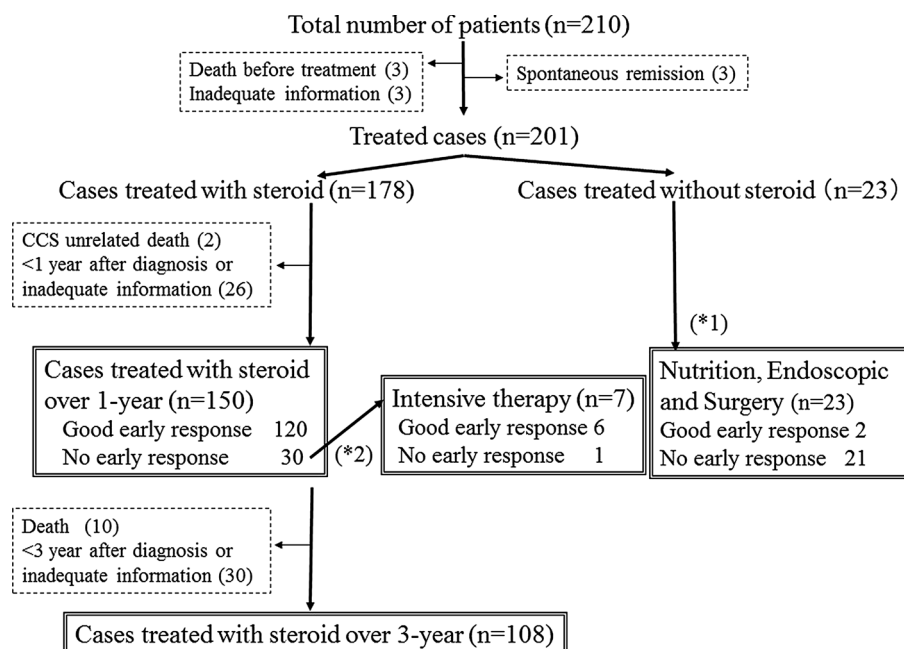 Total number of patients (n=210)
Death before treatment (3)
Inadequate information (3)
Spontaneous remission (3)
Treated cases (n=201)
Cases treated with steroid (n=178)
Cases treated without steroid (n=23)
CCS unrelated death (2)
<1 year after diagnosis or
inadequate information (26)
(*1)
Cases treated with steroid
over 1-year (n=150)
Good early response 120
No early response 30
(*2)
Intensive therapy (n=7)
Good early response 6
No early response 1
Nutrition, Endoscopic
and Surgery (n=23)
Good early response 2
No early response 21
Death (10)
<3 year after diagnosis or
inadequate information (30)
Cases treated with steroid over 3-year (n=108)